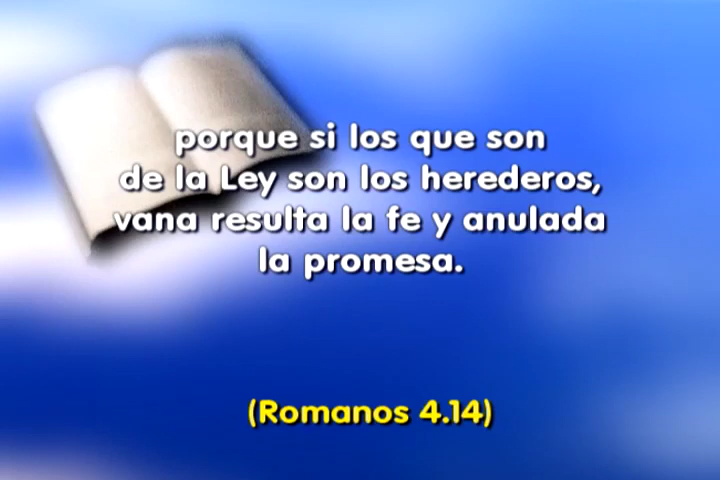 porque si los que son
de la Ley son los herederos,
vana resulta la fe y anulada
la promesa.
(Romanos 4.14)